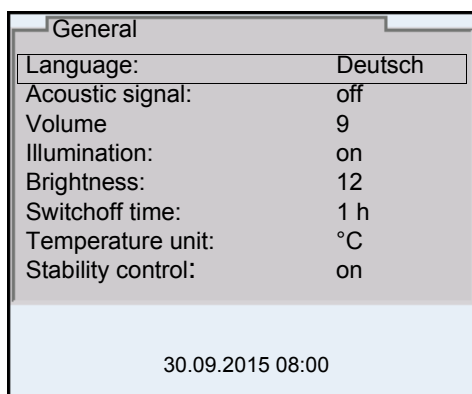 General
Language: Deutsch
Acoustic signal: off
Volume 9
Illumination: on
Brightness: 12
Switchoff time: 1 h
Temperature unit: °C
Stability control: on
30.09.2015 08:00